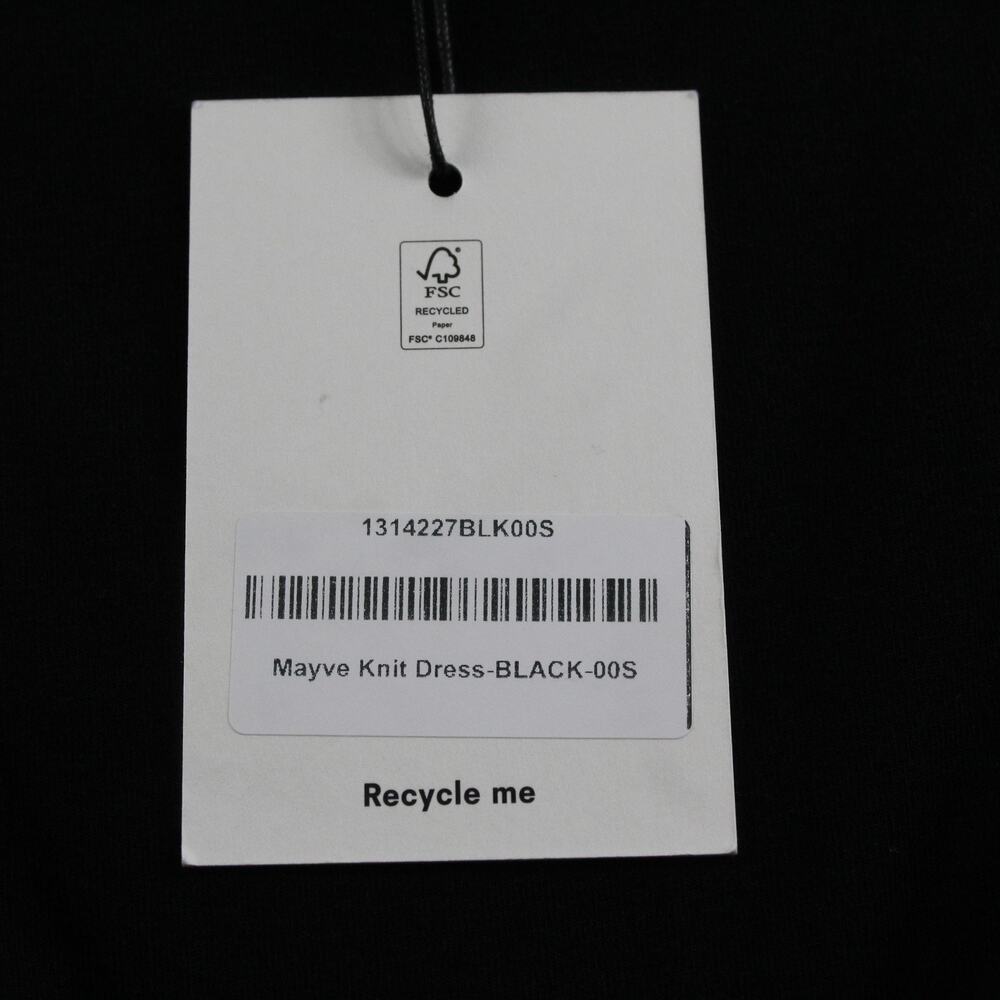 FSC
RECYCLED
Paper
FSC® C109848
1314227BLK00S
Mayve Knit Dress-BLACK-00S
Recycle me